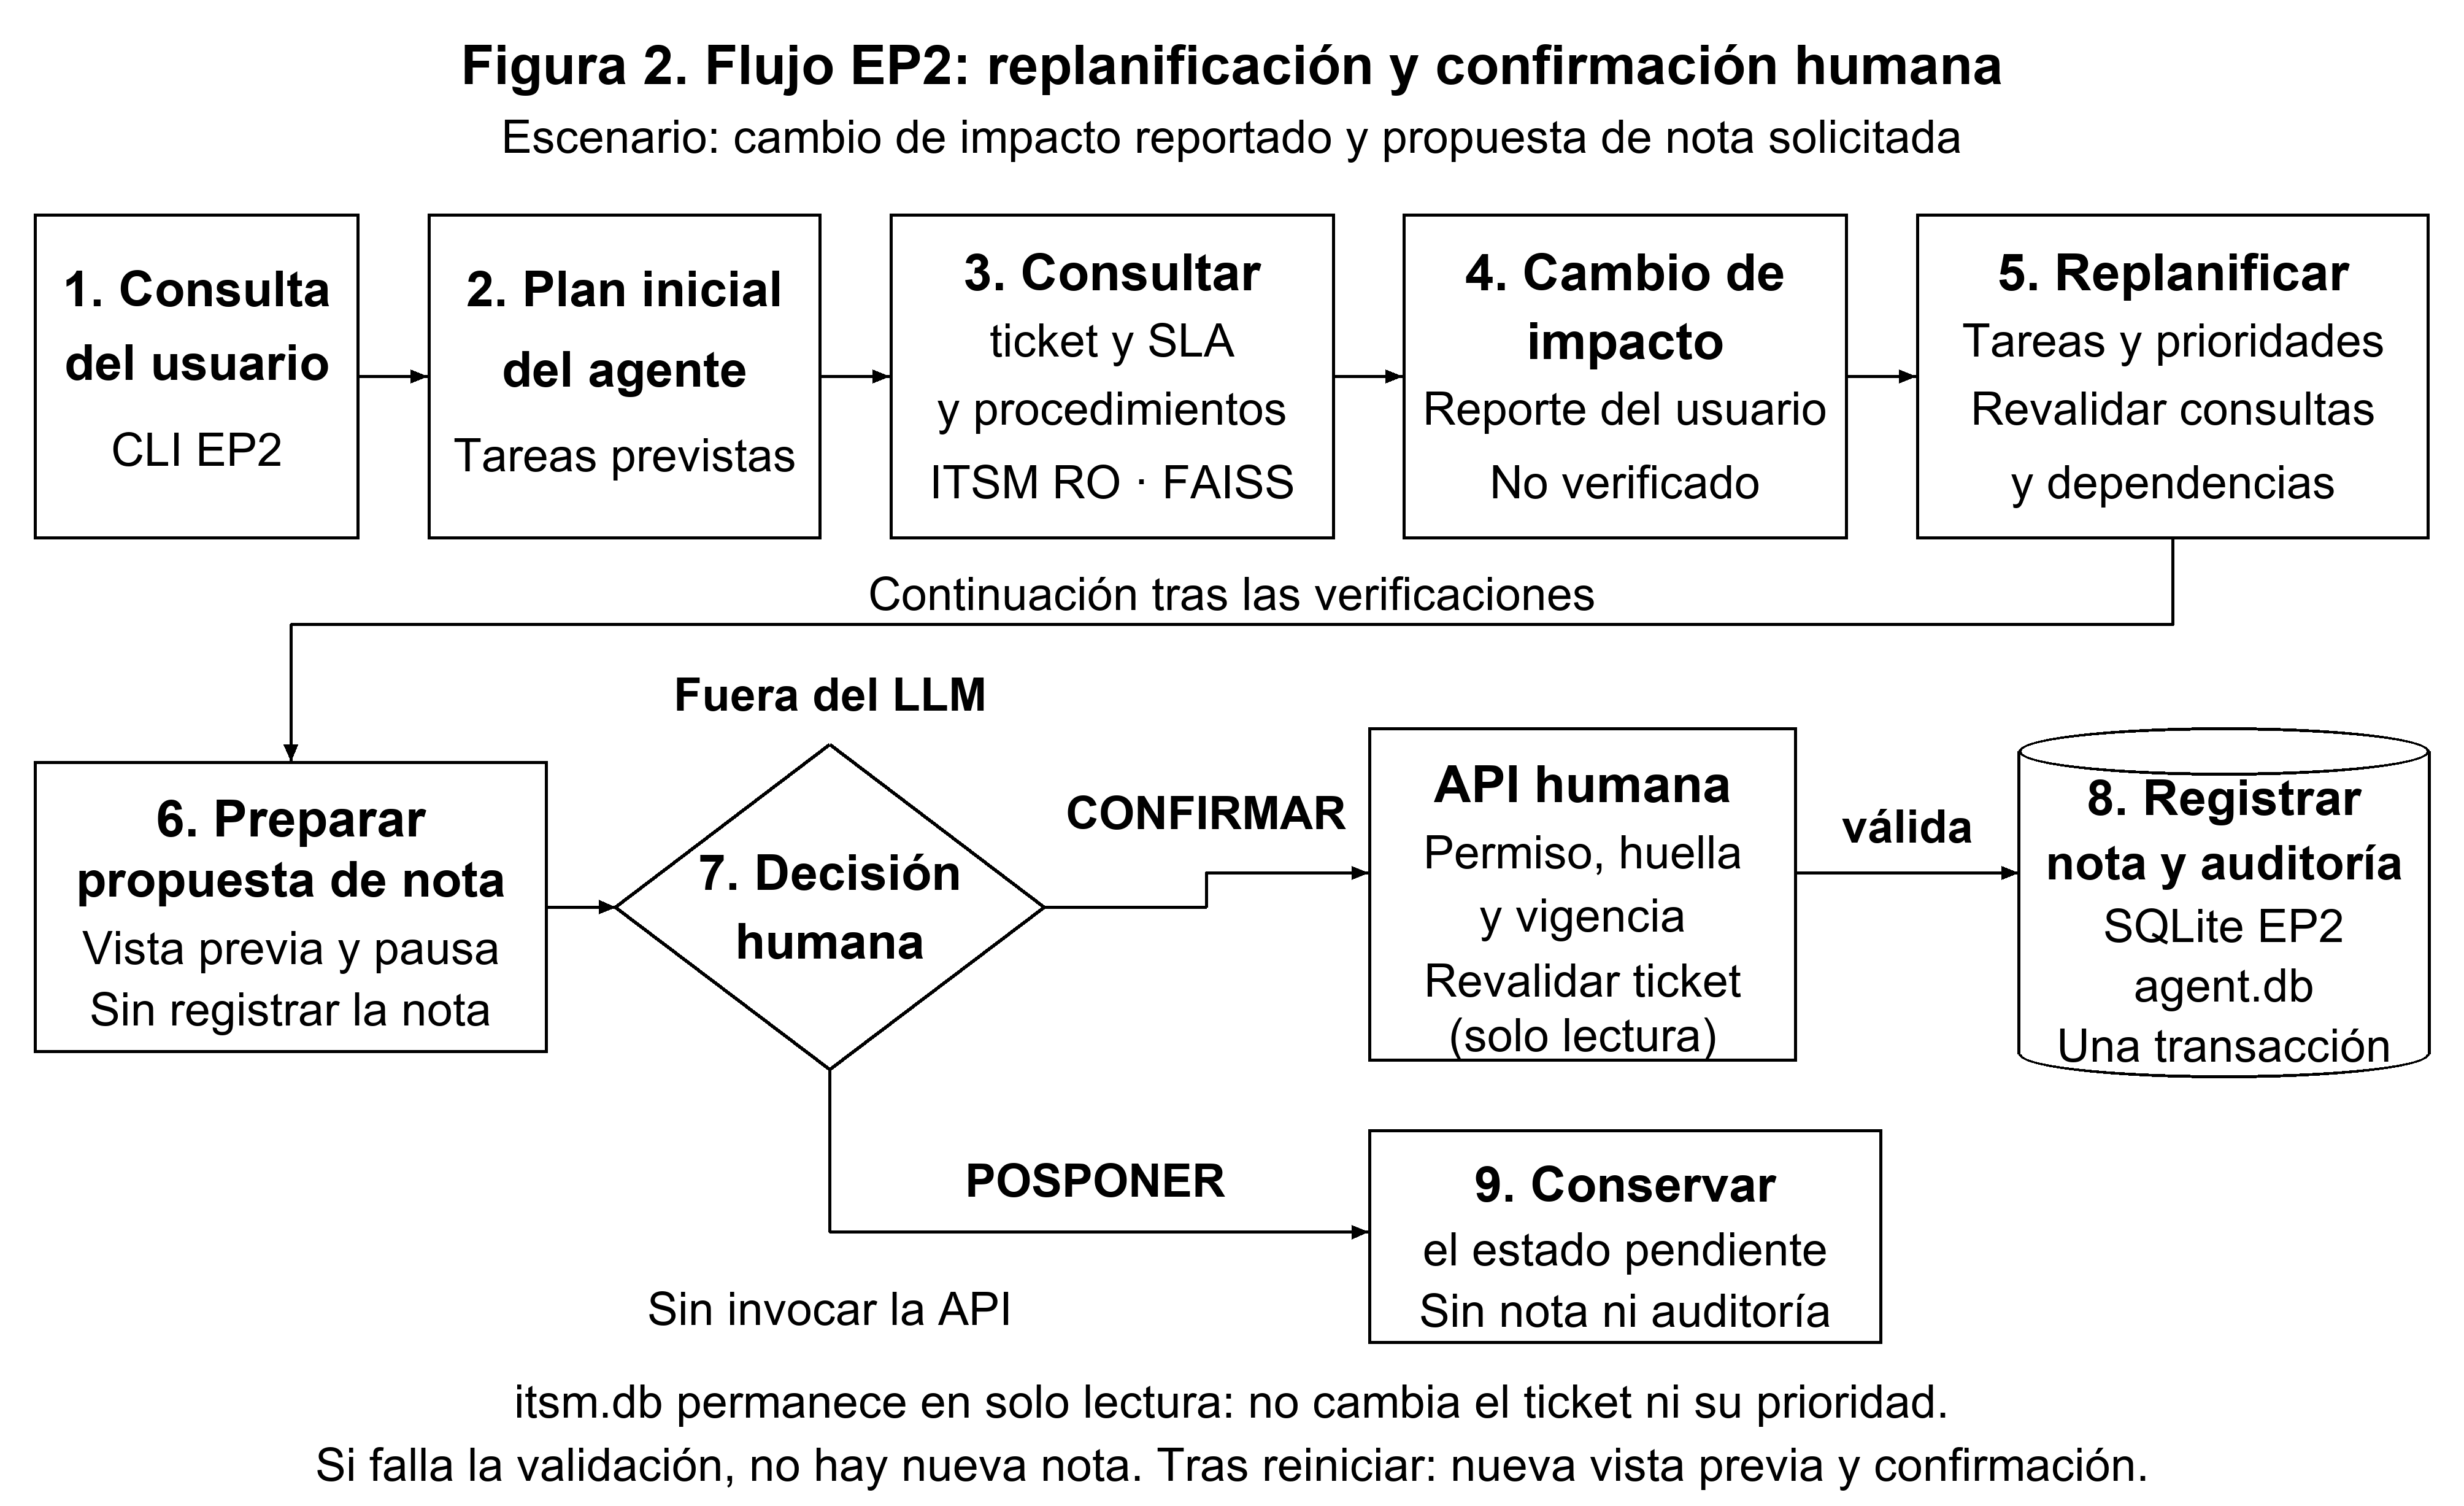 Figura 2. Flujo EP2: replanificación y confirmación humana
Escenario: cambio de impacto reportado y propuesta de nota solicitada
1. Consulta
del usuario
CLI EP2
2. Plan inicial
del agente
Tareas previstas
3. Consultar
ticket y SLA
y procedimientos
ITSM RO · FAISS
4. Cambio de
impacto
Reporte del usuario
No verificado
5. Replanificar
Tareas y prioridades
Revalidar consultas
y dependencias
Continuación tras las verificaciones
Fuera del LLM
6. Preparar
propuesta de nota
Vista previa y pausa
Sin registrar la nota
7. Decisión
humana
CONFIRMAR
API humana
Permiso, huella
y vigencia
Revalidar ticket
(solo lectura)
válida
8. Registrar
nota y auditoría
SQLite EP2
agent.db
Una transacción
POSPONER
9. Conservar
el estado pendiente
Sin nota ni auditoría
Sin invocar la API
itsm.db permanece en solo lectura: no cambia el ticket ni su prioridad.
Si falla la validación, no hay nueva nota. Tras reiniciar: nueva vista previa y confirmación.